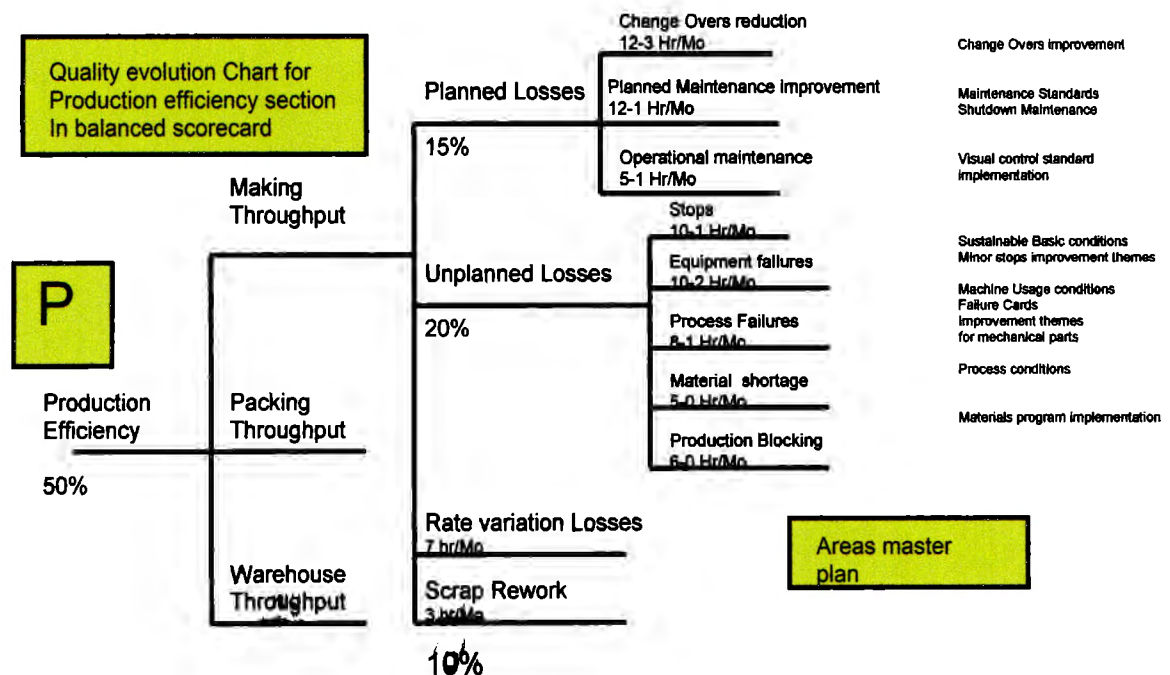 Quality evolution Chart for
Production efficiency section
In balanced scorecard
P
Production
Efficiency
50%
Making
Throughput
Packing
Throughput
Warehouse
Throughput
Planned Losses
15%
Unplanned Losses
20%
Rate variation Losses
7 hr/Mo
Scrap Rework
3 hr/Mo
10%
Change Overs reduction
12-3 Hr/Mo
Planned Maintenance improvement
12-1 Hr/Mo
Operational maintenance
5-1 Hr/Mo
Stops
10-1 Hr/Mo
Equipment failures
10-2 Hr/Mo
Process Failures
8-1 Hr/Mo
Material shortage
5-0 Hr/Mo
Production Blocking
6-0 Hr/Mo
Change Overs improvement
Maintenance Standards
Shutdown Maintenance
Visual control standard
implementation
Sustainable Basic conditions
Minor stops improvement themes
Machine Usage conditions
Failure Cards
improvement themes
for mechanical parts
Process conditions
Materials program implementation
Areas master
plan